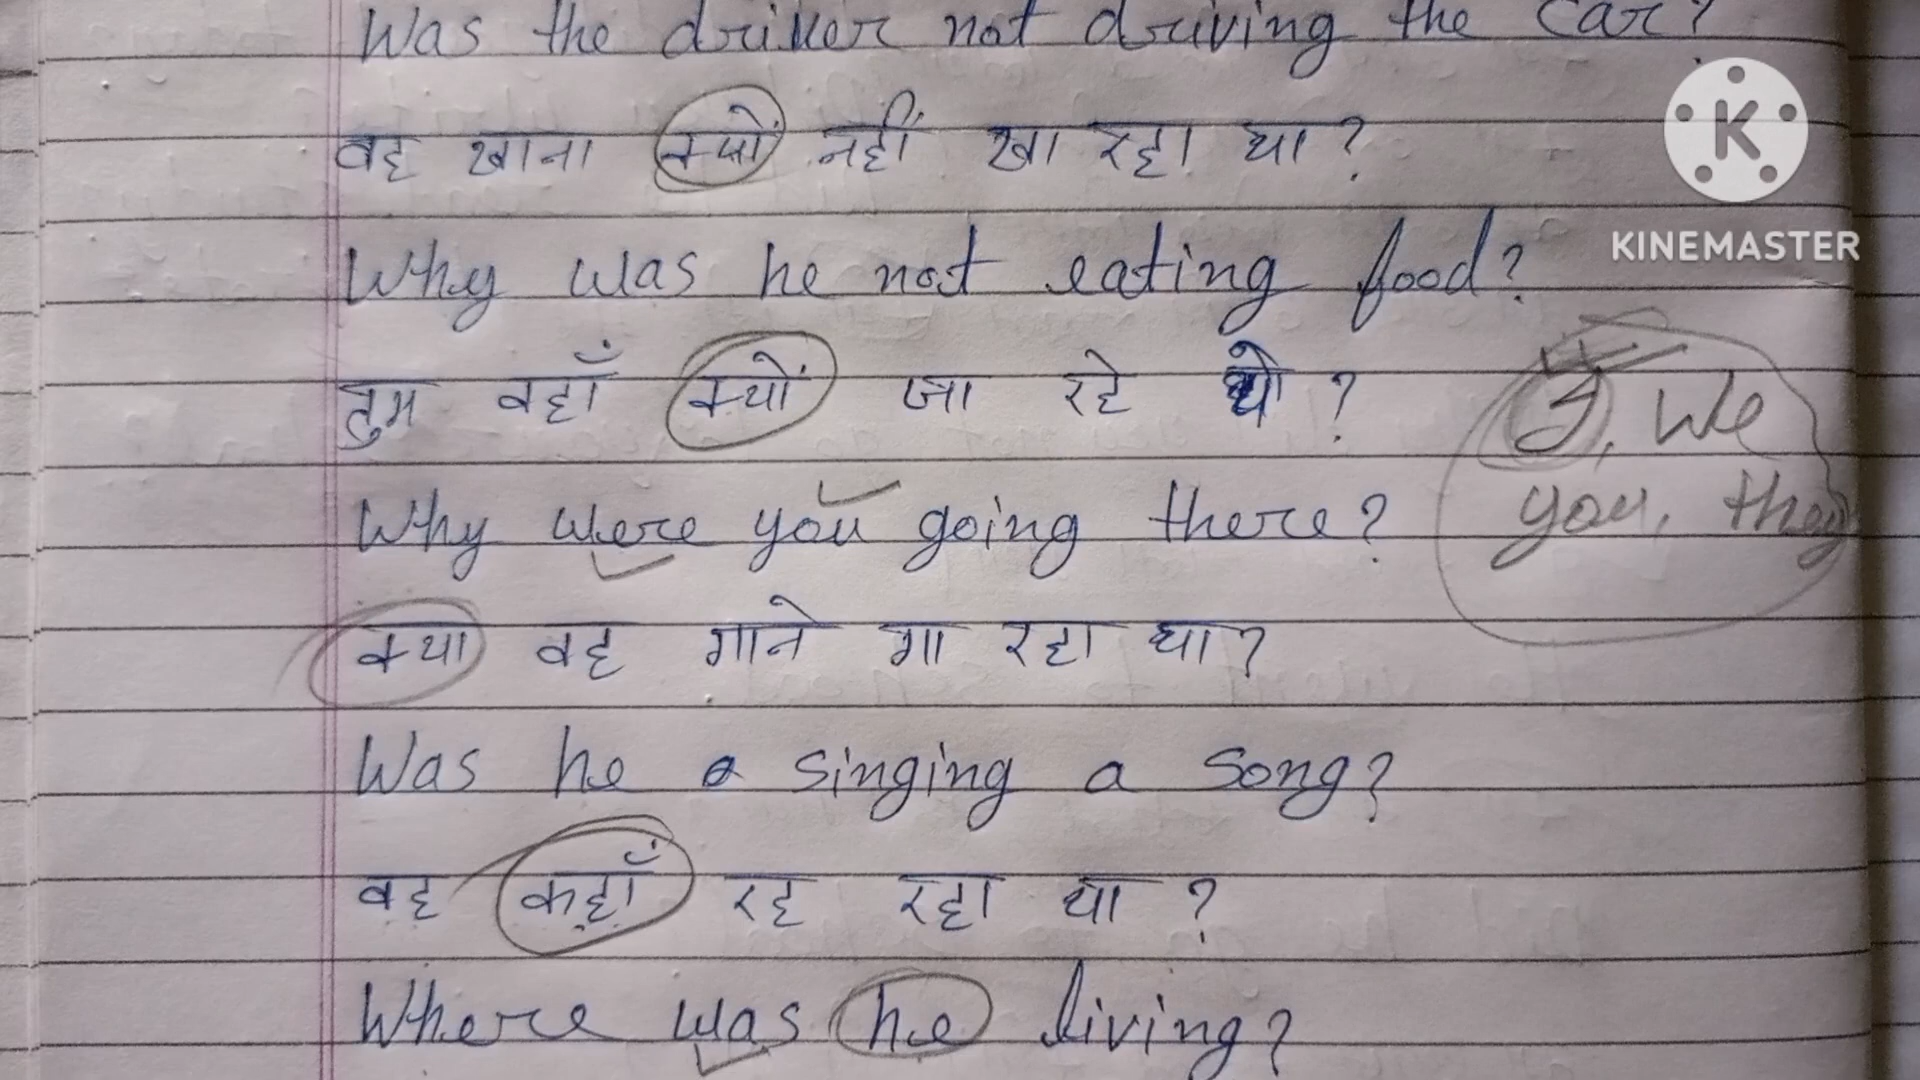 Was the driver not driving the car?
वह खाना क्यों नहीं खा रहा था?
KINEMASTER
Why was he not eating food?
तुम वहाँ क्यों जा रहे थे?
I, We
you, they
Why were you going there?
क्या वह गाने गा रहा था?
Was he singing a song?
वह कहाँ रह रहा था?
Where was he living?